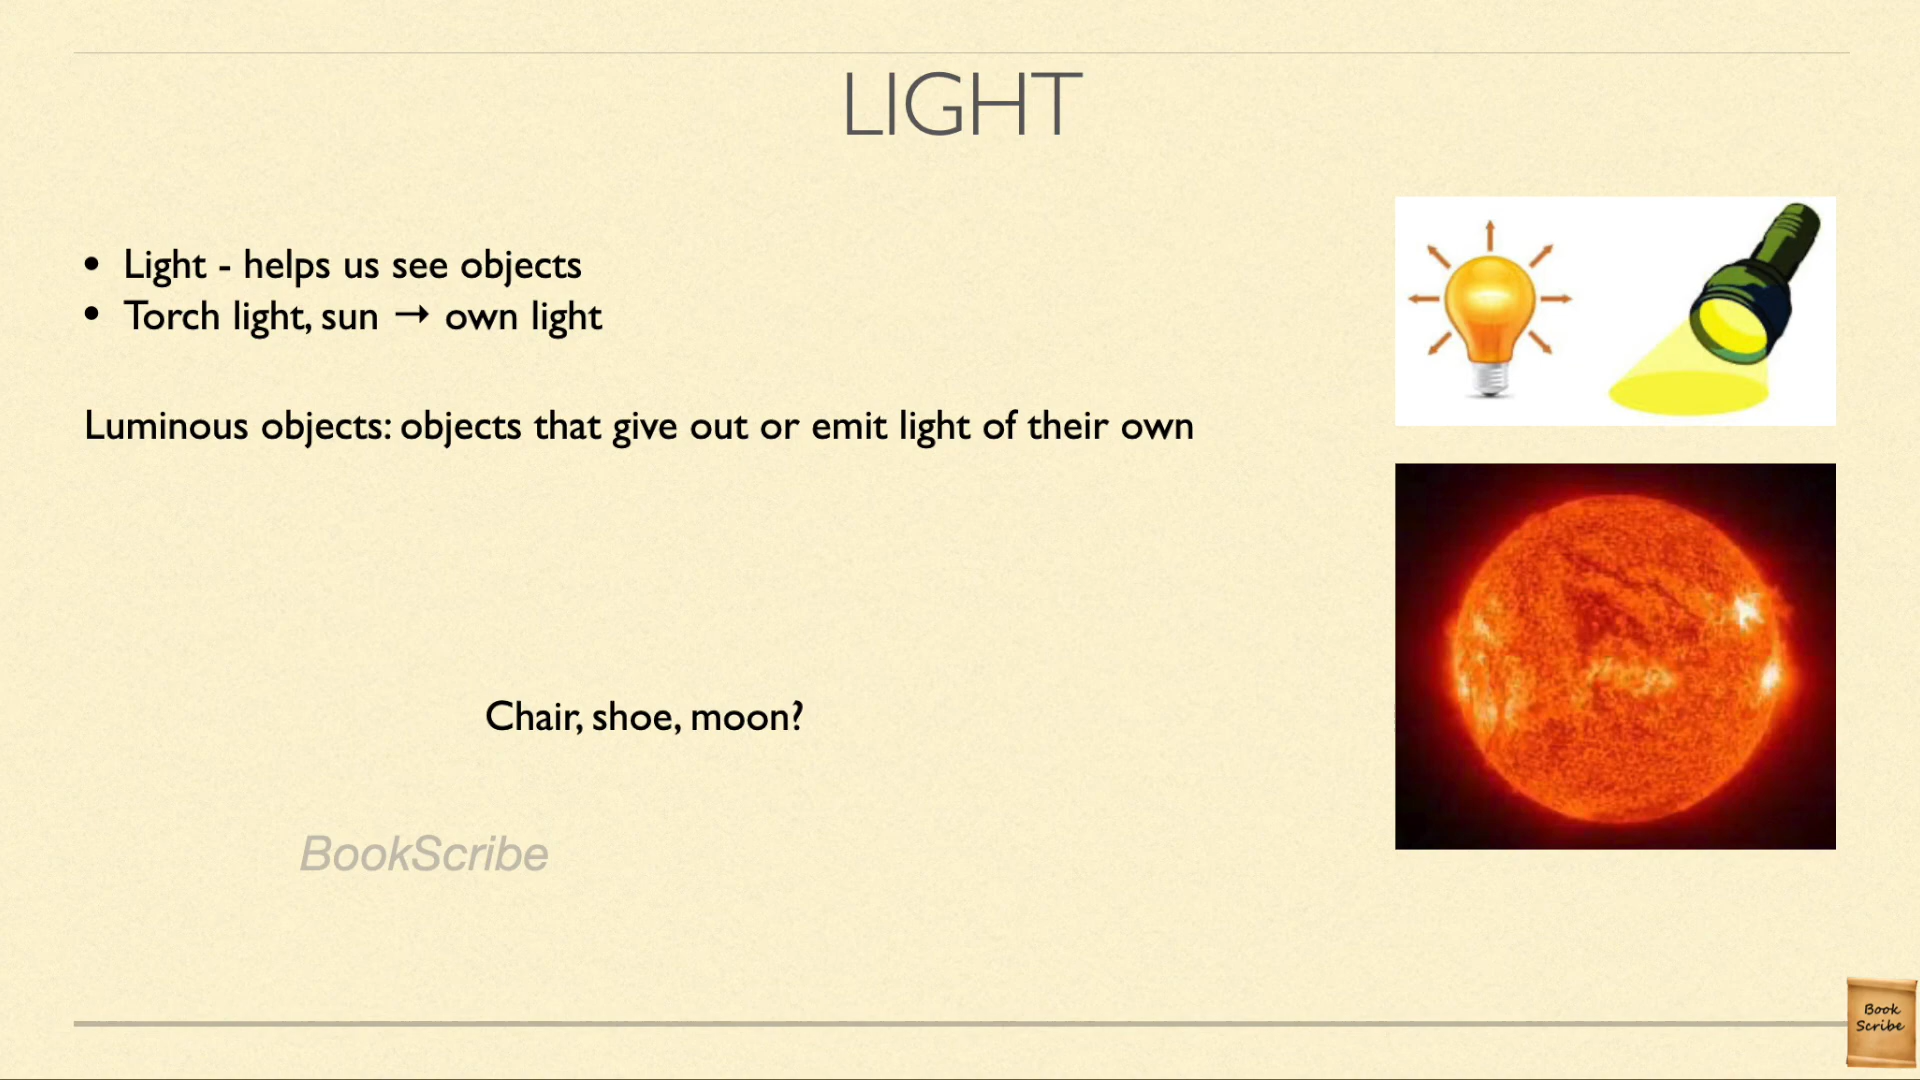 LIGHT
• Light - helps us see objects
• Torch light, sun → own light
Luminous objects: objects that give out or emit light of their own
Chair, shoe, moon?
BookScribe
Book
Scribe